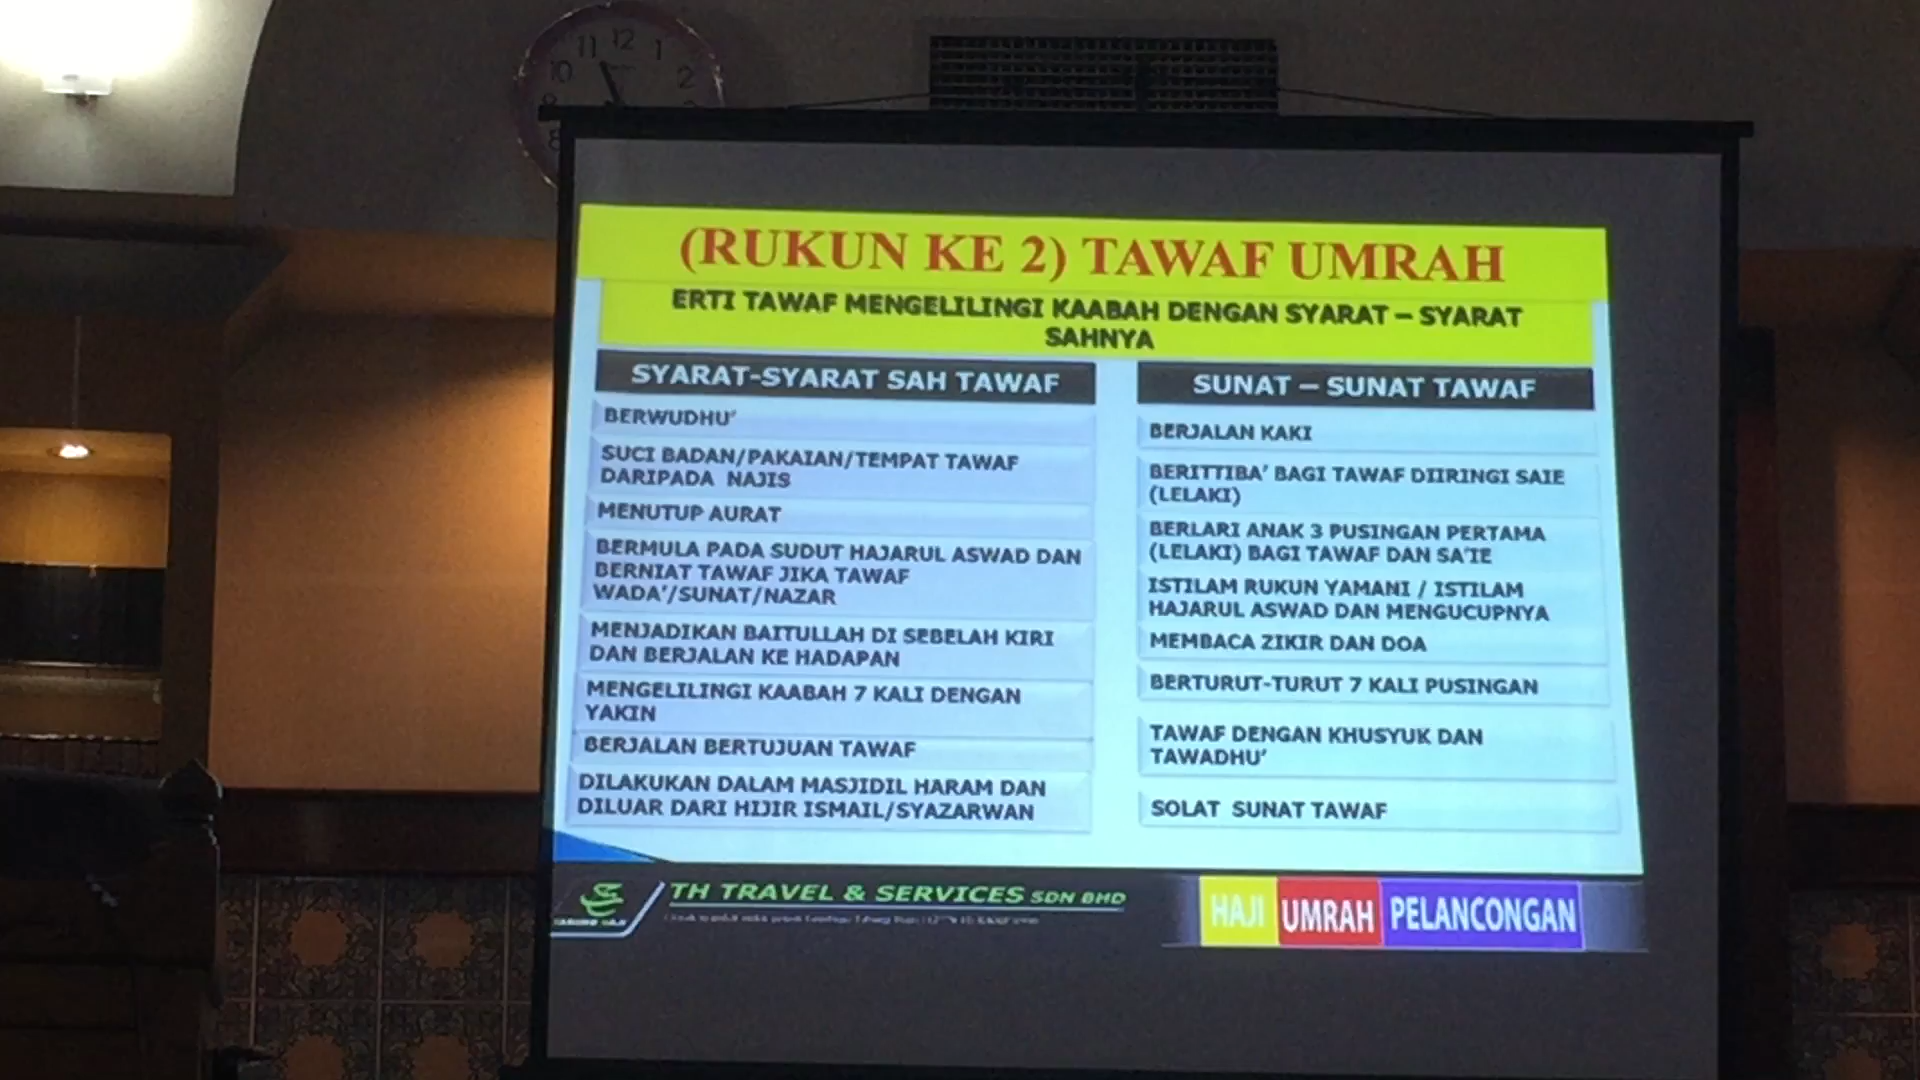 11 12 1
10 2
8
(RUKUN KE 2) TAWAF UMRAH
ERTI TAWAF MENGELILINGI KAABAH DENGAN SYARAT – SYARAT
SAHNYA
SYARAT-SYARAT SAH TAWAF
BERWUDHU’
SUCI BADAN/PAKAIAN/TEMPAT TAWAF
DARIPADA NAJIS
MENUTUP AURAT
BERMULA PADA SUDUT HAJARUL ASWAD DAN
BERNIAT TAWAF JIKA TAWAF
WADA’/SUNAT/NAZAR
MENJADIKAN BAITULLAH DI SEBELAH KIRI
DAN BERJALAN KE HADAPAN
MENGELILINGI KAABAH 7 KALI DENGAN
YAKIN
BERJALAN BERTUJUAN TAWAF
DILAKUKAN DALAM MASJIDIL HARAM DAN
DILUAR DARI HIJIR ISMAIL/SYAZARWAN
SUNAT – SUNAT TAWAF
BERJALAN KAKI
BERITTIBA’ BAGI TAWAF DIIRINGI SAIE
(LELAKI)
BERLARI ANAK 3 PUSINGAN PERTAMA
(LELAKI) BAGI TAWAF DAN SA’IE
ISTILAM RUKUN YAMANI / ISTILAM
HAJARUL ASWAD DAN MENGUCUPNYA
MEMBACA ZIKIR DAN DOA
BERTURUT-TURUT 7 KALI PUSINGAN
TAWAF DENGAN KHUSYUK DAN
TAWADHU’
SOLAT SUNAT TAWAF
TH TRAVEL & SERVICES SDN BHD
HAJI UMRAH PELANCONGAN